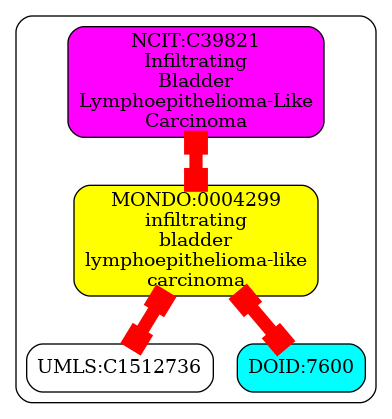 NCIT:C39821
Infiltrating
Bladder
Lymphoepithelioma-Like
Carcinoma
MONDO:0004299
infiltrating
bladder
lymphoepithelioma-like
carcinoma
UMLS:C1512736
DOID:7600